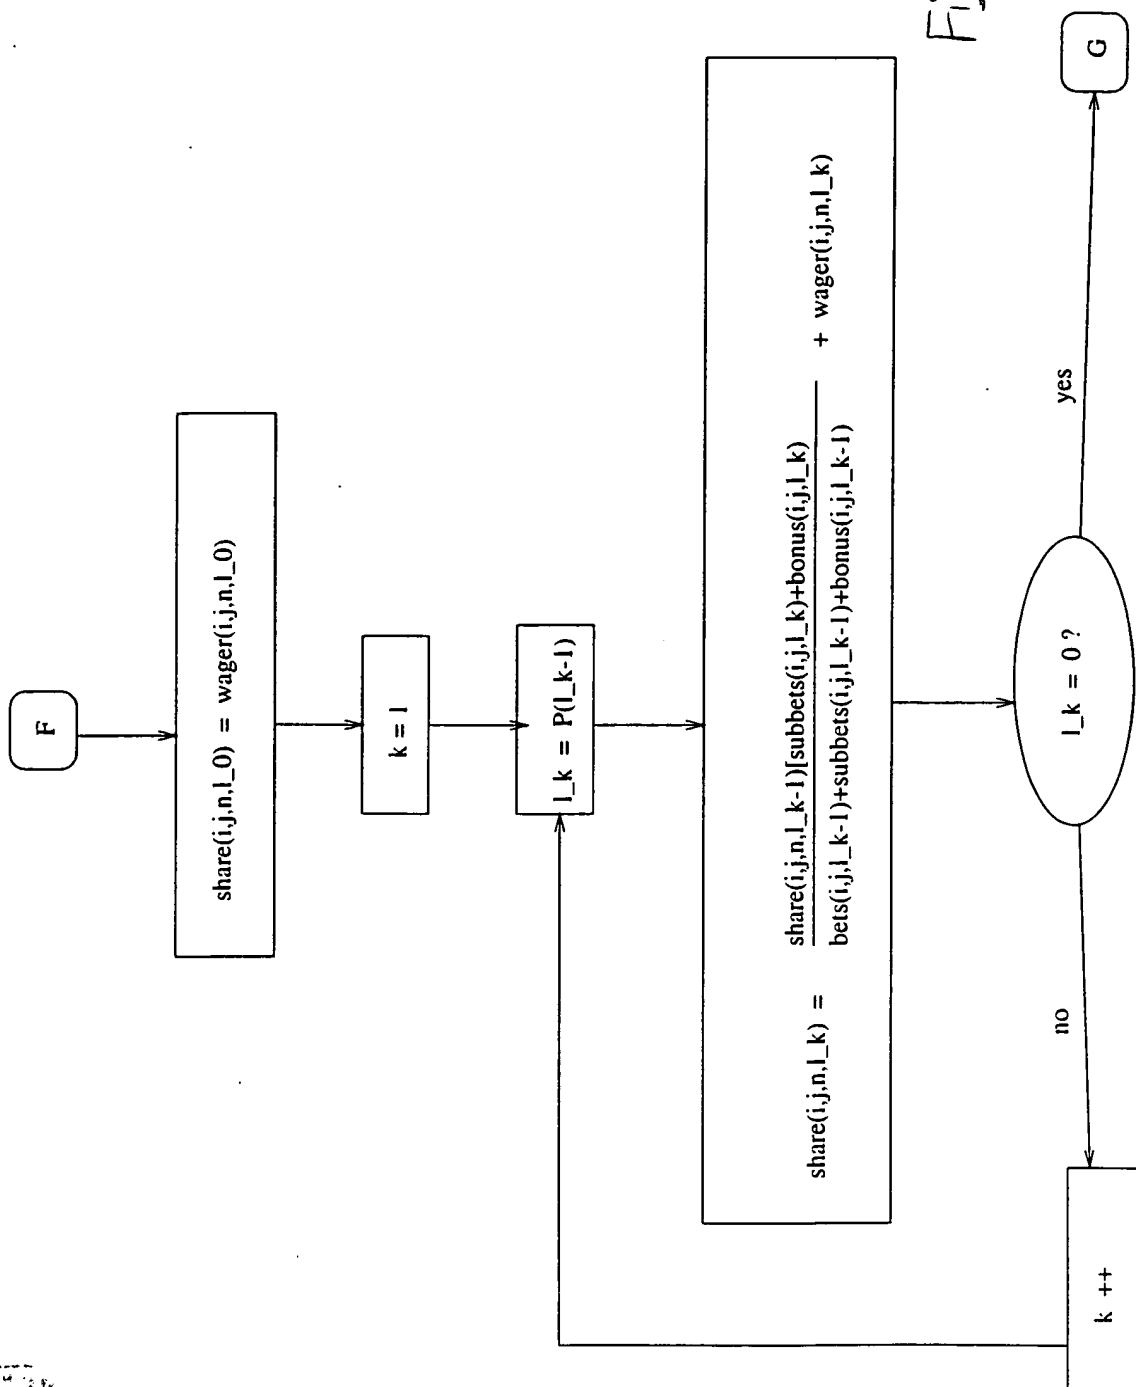 F
share(i,j,n,l_0) = wager(i,j,n,l_0)
k = 1
l_k = P(l_k-1)
share(i,j,n,l_k) = share(i,j,n,l_k-1)[subbets(i,j,l_k)+bonus(i,j,l_k) + wager(i,j,n,l_k)
bets(i,j,l_k-1)+subbets(i,j,l_k-1)+bonus(i,j,l_k-1)
l_k = 0 ?
no
yes
k ++
G